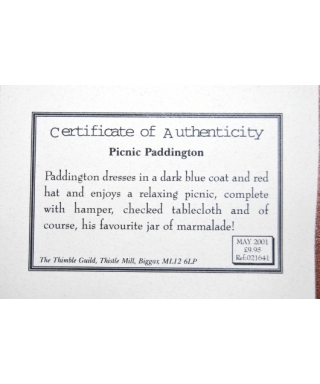 Certificate of Authenticity
Picnic Paddington
Paddington dresses in a dark blue coat and red
hat and enjoys a relaxing picnic, complete
with hamper, checked tablecloth and of
course, his favourite jar of marmalade!
MAY 2001
£9.95
Ref:021641
The Thimble Guild, Thistle Mill, Biggar, ML12 6LP